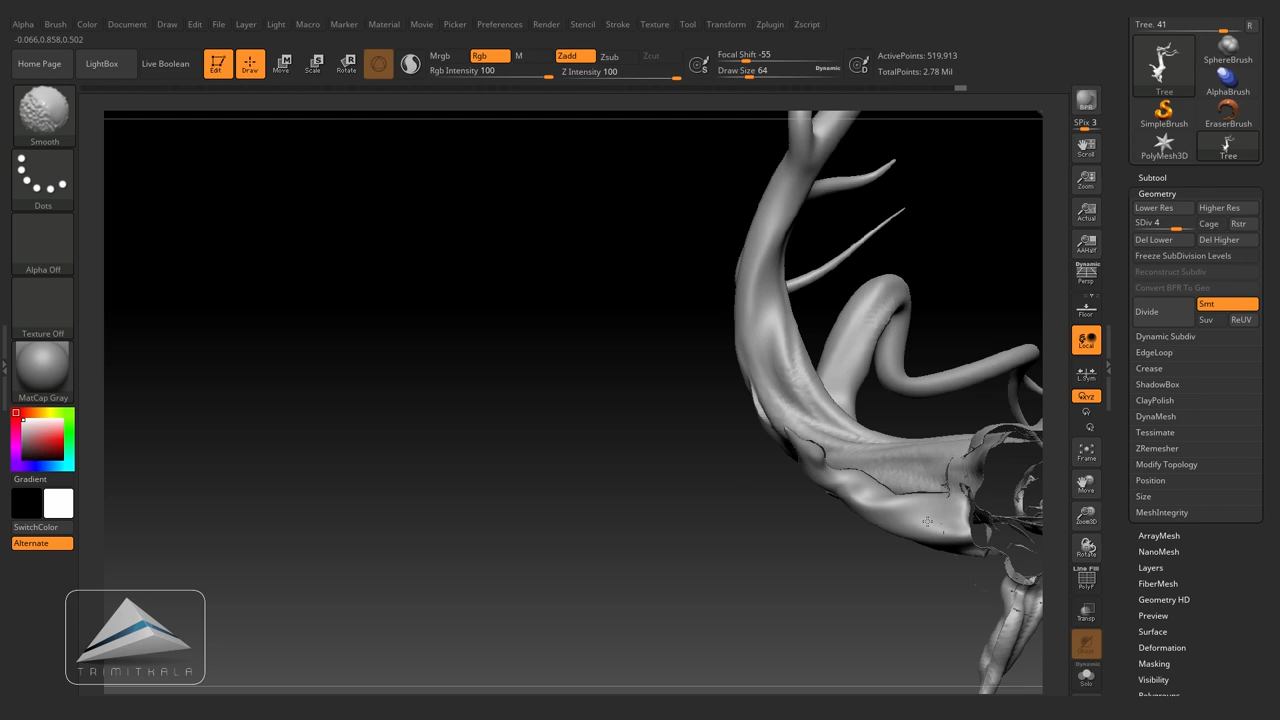 Alpha Brush Color Document Draw Edit File Layer Light Macro Marker Material Movie Picker Preferences Render Stencil Stroke Texture Tool Transform Zplugin Zscript
-0.066,0.858,0.502
Home Page LightBox Live Boolean Edit Draw Move Scale Rotate
Mrgb Rgb M Zadd Zsub Zcut
Rgb Intensity 100 Z Intensity 100
S Focal Shift -55
Draw Size 64 Dynamic D
ActivePoints: 519,913
TotalPoints: 2.78 Mil
Smooth
Dots
Alpha Off
Texture Off
MatCap Gray
Gradient
SwitchColor
Alternate
TRIMITKALA
BPR
SPix 3
Scroll
Zoom
Actual
AAHalf
Dynamic
Persp
Floor
Local
L.Sym
XYZ
Frame
Move
Zoom3D
Rotate
Line Fill
PolyF
Transp
Ghost
Dynamic
Solo
Tree. 41 R
Tree
SphereBrush
AlphaBrush
SimpleBrush EraserBrush
PolyMesh3D Tree
Subtool
Geometry
Lower Res Higher Res
SDiv 4 Cage Rstr
Del Lower Del Higher
Freeze SubDivision Levels
Reconstruct Subdiv
Convert BPR To Geo
Divide Smt
Suv ReUV
Dynamic Subdiv
EdgeLoop
Crease
ShadowBox
ClayPolish
DynaMesh
Tessimate
ZRemesher
Modify Topology
Position
Size
MeshIntegrity
ArrayMesh
NanoMesh
Layers
FiberMesh
Geometry HD
Preview
Surface
Deformation
Masking
Visibility
Polygroups